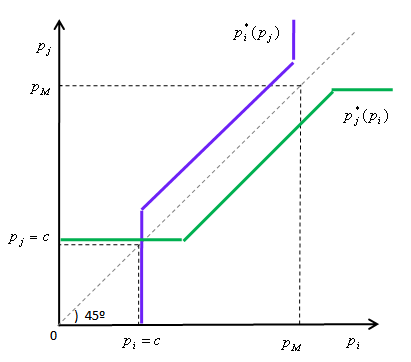 p_i^*(p_j)
p_j
p_M
p_j^*(p_i)
p_j = c
) 45º
0
p_i = c
p_M
p_i